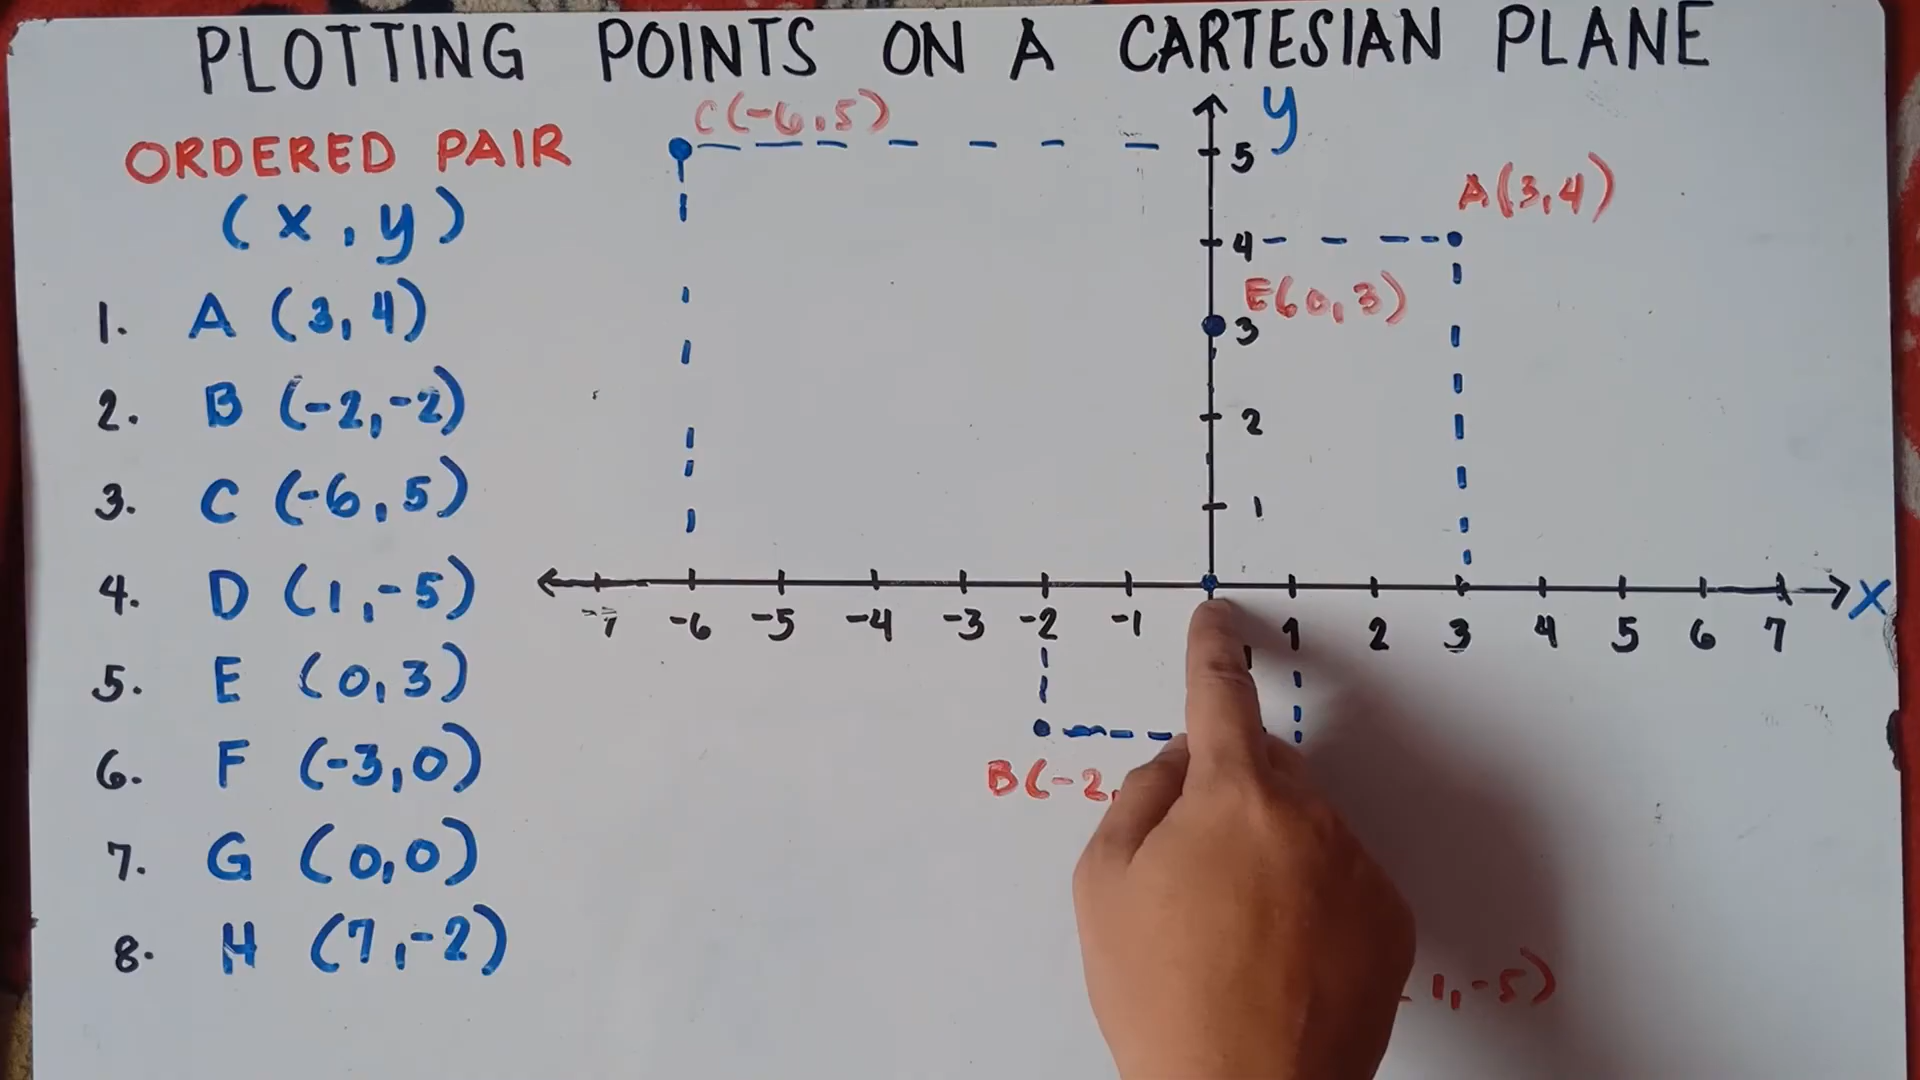 PLOTTING POINTS ON A CARTESIAN PLANE
ORDERED PAIR
(x, y)
1. A (3, 4)
2. B (-2, -2)
3. C (-6, 5)
4. D (1, -5)
5. E (0, 3)
6. F (-3, 0)
7. G (0, 0)
8. H (7, -2)
C(-6, 5)
y
5
A(3, 4)
4
E(0, 3)
3
2
1
-7 -6 -5 -4 -3 -2 -1 1 2 3 4 5 6 7
x
B(-2,
1, -5)